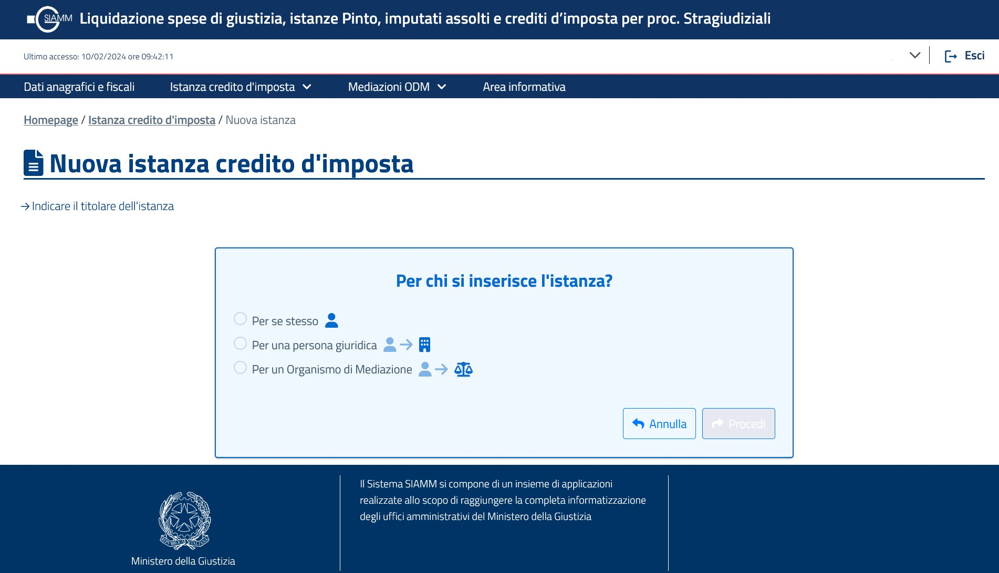 SIAMM Liquidazione spese di giustizia, istanze Pinto, imputati assolti e crediti d’imposta per proc. Stragiudiziali
Ultimo accesso: 10/02/2024 ore 09:42:11
Esci
Dati anagrafici e fiscali Istanza credito d'imposta Mediazioni ODM Area informativa
Homepage / Istanza credito d'imposta / Nuova istanza
Nuova istanza credito d'imposta
Indicare il titolare dell'istanza
Per chi si inserisce l'istanza?
Per se stesso
Per una persona giuridica
Per un Organismo di Mediazione
Annulla Procedi
Il Sistema SIAMM si compone di un insieme di applicazioni
realizzate allo scopo di raggiungere la completa informatizzazione
degli uffici amministrativi del Ministero della Giustizia
REPVBBLICA ITALIANA
Ministero della Giustizia